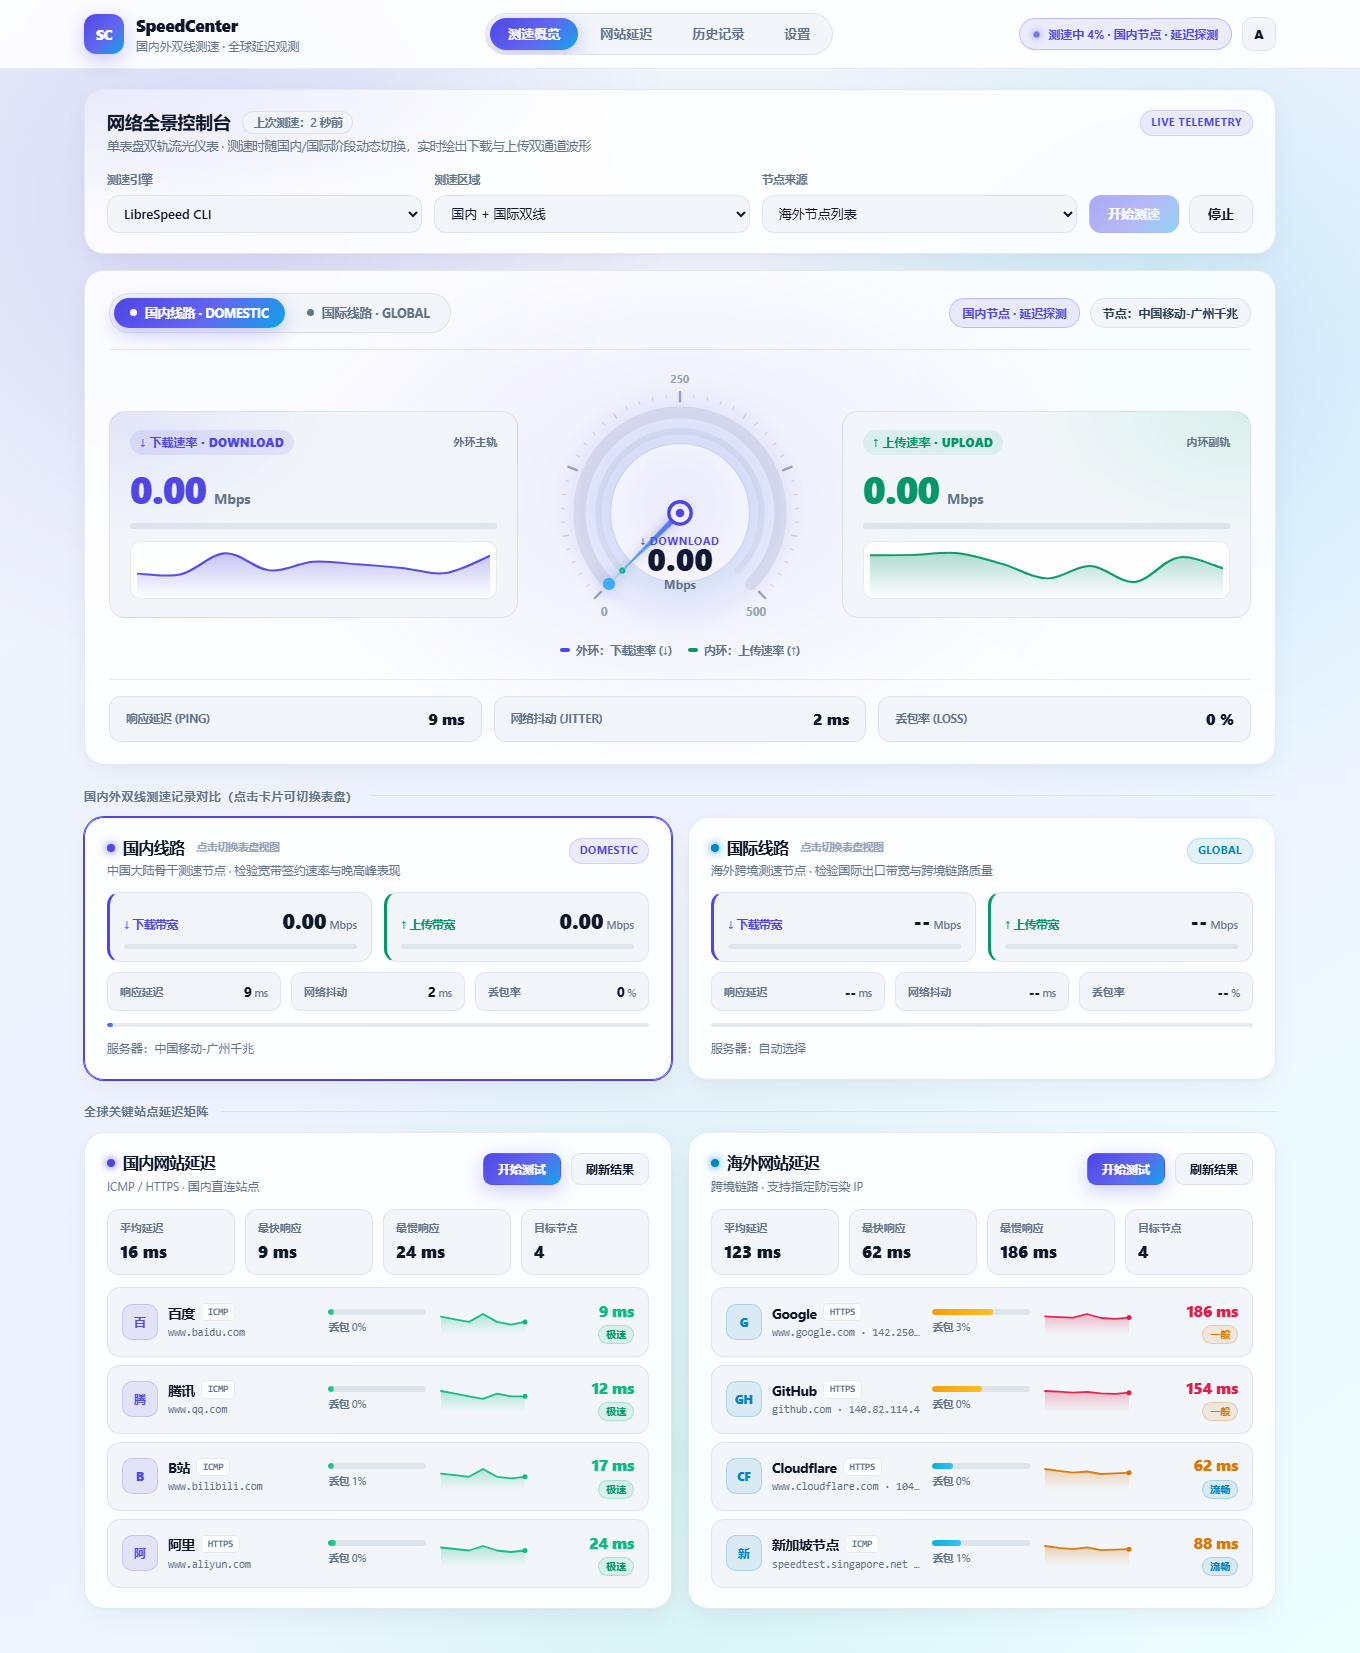 SC
SpeedCenter
国内外双线测速 · 全球延迟观测
测速概览
网站延迟
历史记录
设置
测速中 4% · 国内节点 · 延迟探测
A
网络全景控制台
上次测速：2 秒前
LIVE TELEMETRY
单表盘双轨流光仪表 · 测速时随国内/国际阶段动态切换，实时绘出下载与上传双通道波形
测速引擎
测速区域
节点来源
LibreSpeed CLI
国内 + 国际双线
海外节点列表
开始测速
停止
国内线路 · DOMESTIC
国际线路 · GLOBAL
国内节点 · 延迟探测
节点：中国移动-广州千兆
↓ 下载速率 · DOWNLOAD
外环主轨
0.00 Mbps
250
↓ DOWNLOAD
0.00
Mbps
0
500
↑ 上传速率 · UPLOAD
内环副轨
0.00 Mbps
外环：下载速率 (↓)
内环：上传速率 (↑)
响应延迟 (PING)
9 ms
网络抖动 (JITTER)
2 ms
丢包率 (LOSS)
0 %
国内外双线测速记录对比（点击卡片可切换表盘）
国内线路
点击切换表盘视图
DOMESTIC
中国大陆骨干测速节点 · 检验宽带签约速率与晚高峰表现
↓ 下载带宽
0.00 Mbps
↑ 上传带宽
0.00 Mbps
响应延迟
9 ms
网络抖动
2 ms
丢包率
0 %
服务器：中国移动-广州千兆
国际线路
点击切换表盘视图
GLOBAL
海外跨境测速节点 · 检验国际出口带宽与跨境链路质量
↓ 下载带宽
-- Mbps
↑ 上传带宽
-- Mbps
响应延迟
-- ms
网络抖动
-- ms
丢包率
-- %
服务器：自动选择
全球关键站点延迟矩阵
国内网站延迟
ICMP / HTTPS · 国内直连站点
开始测试
刷新结果
平均延迟
16 ms
最快响应
9 ms
最慢响应
24 ms
目标节点
4
百
百度 ICMP
www.baidu.com
丢包 0%
9 ms
极速
腾
腾讯 ICMP
www.qq.com
丢包 0%
12 ms
极速
B
B站 ICMP
www.bilibili.com
丢包 1%
17 ms
极速
阿
阿里 HTTPS
www.aliyun.com
丢包 0%
24 ms
极速
海外网站延迟
跨境链路 · 支持指定防污染 IP
开始测试
刷新结果
平均延迟
123 ms
最快响应
62 ms
最慢响应
186 ms
目标节点
4
G
Google HTTPS
www.google.com · 142.250…
丢包 3%
186 ms
一般
GH
GitHub HTTPS
github.com · 140.82.114.4
丢包 0%
154 ms
一般
CF
Cloudflare HTTPS
www.cloudflare.com · 104…
丢包 0%
62 ms
流畅
新
新加坡节点 ICMP
speedtest.singapore.net …
丢包 1%
88 ms
流畅